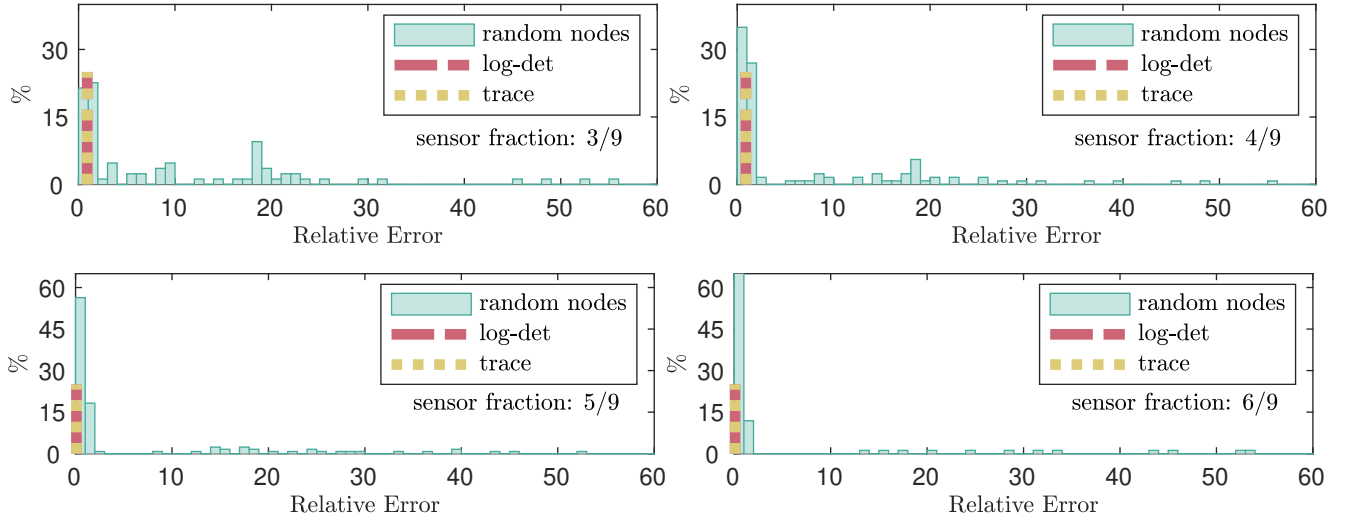 %
30
15
0
random nodes
log-det
trace
sensor fraction: 3/9
0 10 20 30 40 50 60
Relative Error
%
30
15
0
random nodes
log-det
trace
sensor fraction: 4/9
0 10 20 30 40 50 60
Relative Error
%
60
45
30
15
0
random nodes
log-det
trace
sensor fraction: 5/9
0 10 20 30 40 50 60
Relative Error
%
60
45
30
15
0
random nodes
log-det
trace
sensor fraction: 6/9
0 10 20 30 40 50 60
Relative Error